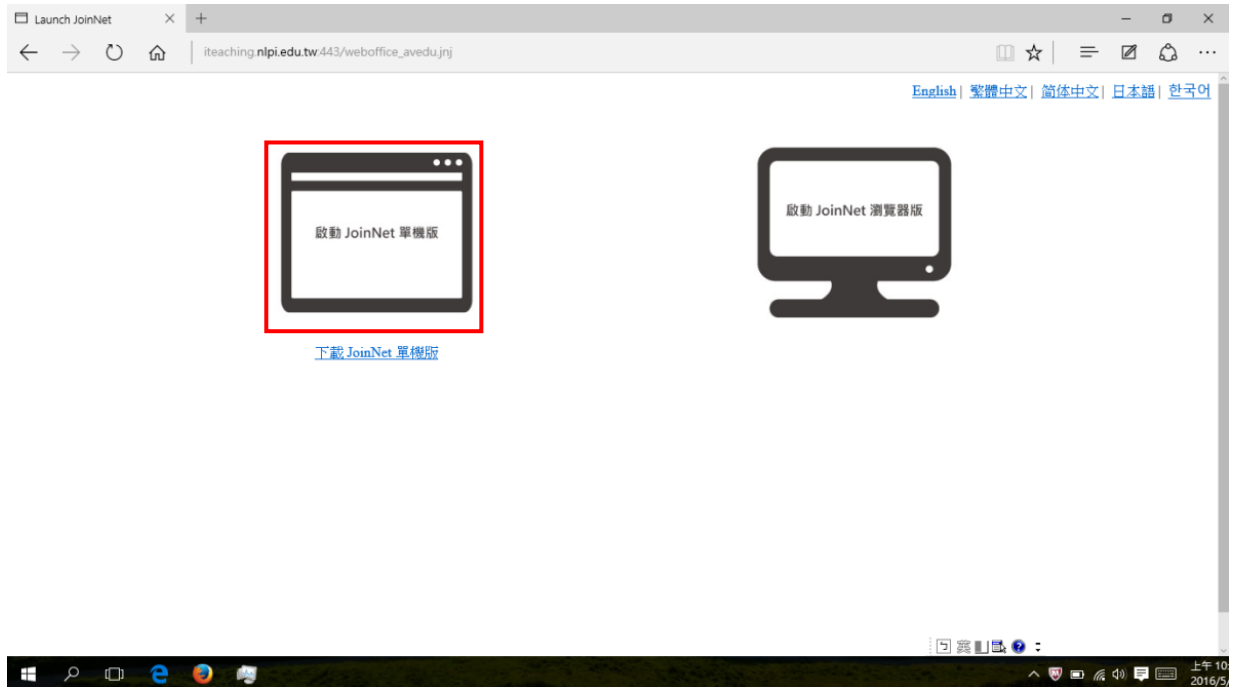 Launch JoinNet
iteaching.nlpi.edu.tw:443/weboffice_avedu.jnj
English | 繁體中文 | 简体中文 | 日本語 | 한국어
啟動 JoinNet 單機版
啟動 JoinNet 瀏覽器版
下載 JoinNet 單機版
英
上午 10:
2016/5/